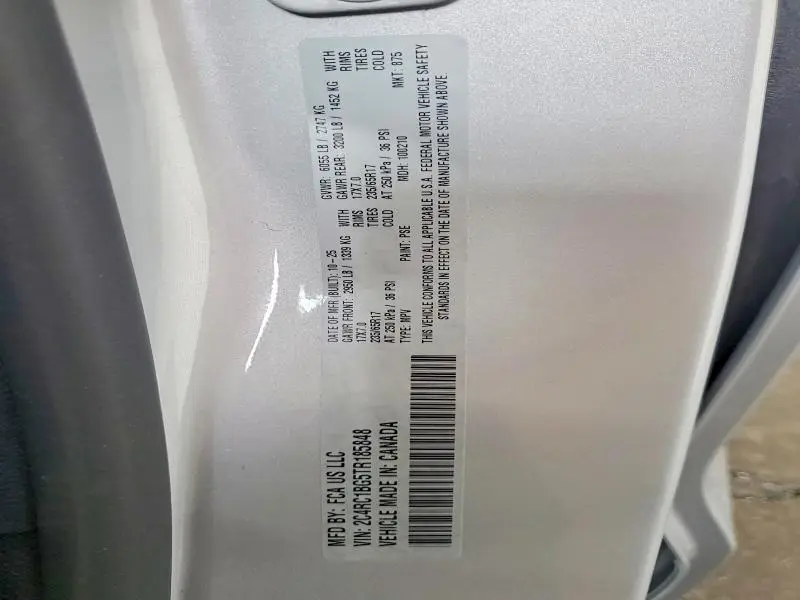 MFD BY: FCA US LLC
VIN: 2C4RC1BG5TR185848
VEHICLE MADE IN: CANADA
DATE OF MFR (BUILT): 10-25 GVWR: 6055 LB / 2747 KG
GAWR FRONT: 2950 LB / 1339 KG WITH GAWR REAR: 3200 LB / 1452 KG WITH
17X7.0 RIMS 17X7.0 RIMS
235/65R17 TIRES 235/65R17 TIRES
AT 250 kPa / 36 PSI COLD AT 250 kPa / 36 PSI COLD
TYPE: MPV PAINT: PSE MDH: 100210 MKT: 875
THIS VEHICLE CONFORMS TO ALL APPLICABLE U.S.A. FEDERAL MOTOR VEHICLE SAFETY
STANDARDS IN EFFECT ON THE DATE OF MANUFACTURE SHOWN ABOVE.